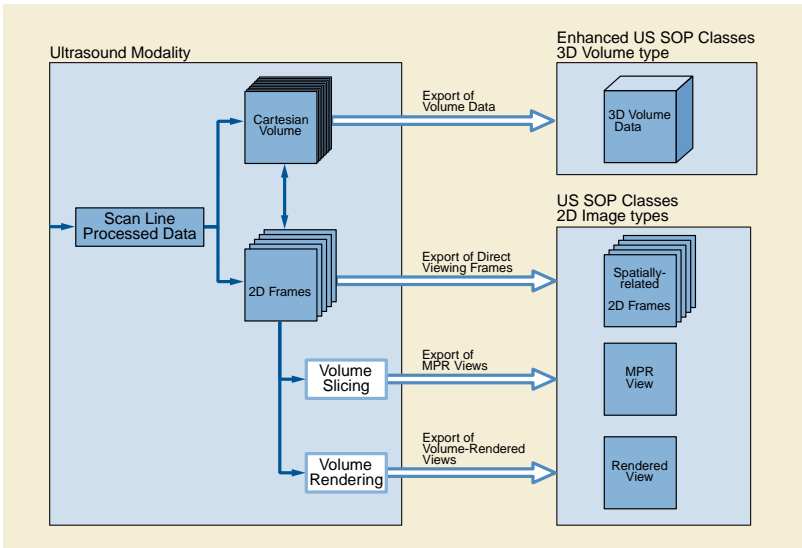 Ultrasound Modality
Enhanced US SOP Classes
3D Volume type
Cartesian
Volume
Export of
Volume Data
3D Volume
Data
Scan Line
Processed Data
US SOP Classes
2D Image types
2D Frames
Export of Direct
Viewing Frames
Spatially-
related
2D Frames
Volume
Slicing
Export of
MPR Views
MPR
View
Volume
Rendering
Export of
Volume-Rendered
Views
Rendered
View